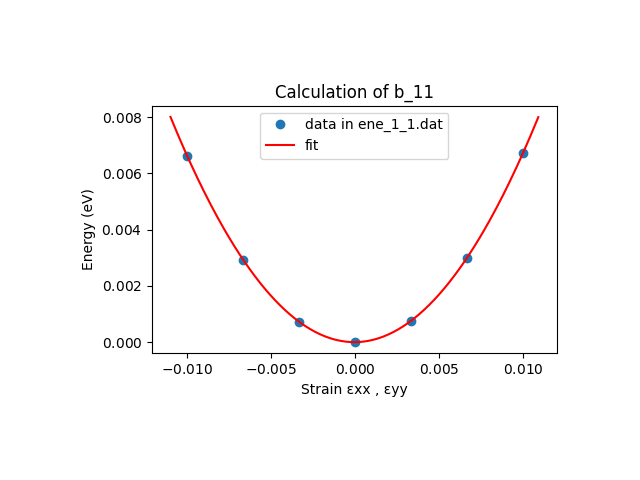 Calculation of b_11
data in ene_1_1.dat
fit
Energy (eV)
0.008
0.006
0.004
0.002
0.000
−0.010 −0.005 0.000 0.005 0.010
Strain εxx , εyy